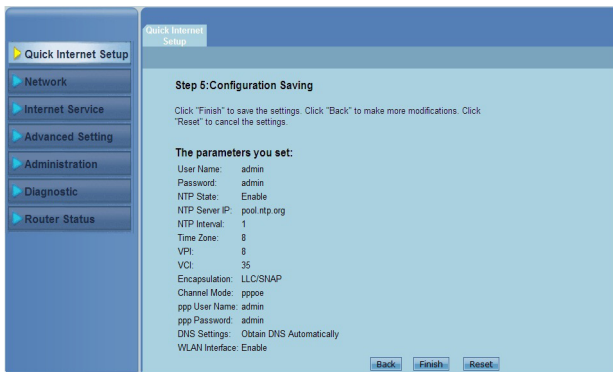 Quick Internet
Setup
Quick Internet Setup
Network
Internet Service
Advanced Setting
Administration
Diagnostic
Router Status
Step 5:Configuration Saving
Click "Finish" to save the settings. Click "Back" to make more modifications. Click
"Reset" to cancel the settings.
The parameters you set:
User Name: admin
Password: admin
NTP State: Enable
NTP Server IP: pool.ntp.org
NTP Interval: 1
Time Zone: 8
VPI: 8
VCI: 35
Encapsulation: LLC/SNAP
Channel Mode: pppoe
ppp User Name: admin
ppp Password: admin
DNS Settings: Obtain DNS Automatically
WLAN Interface: Enable
Back Finish Reset